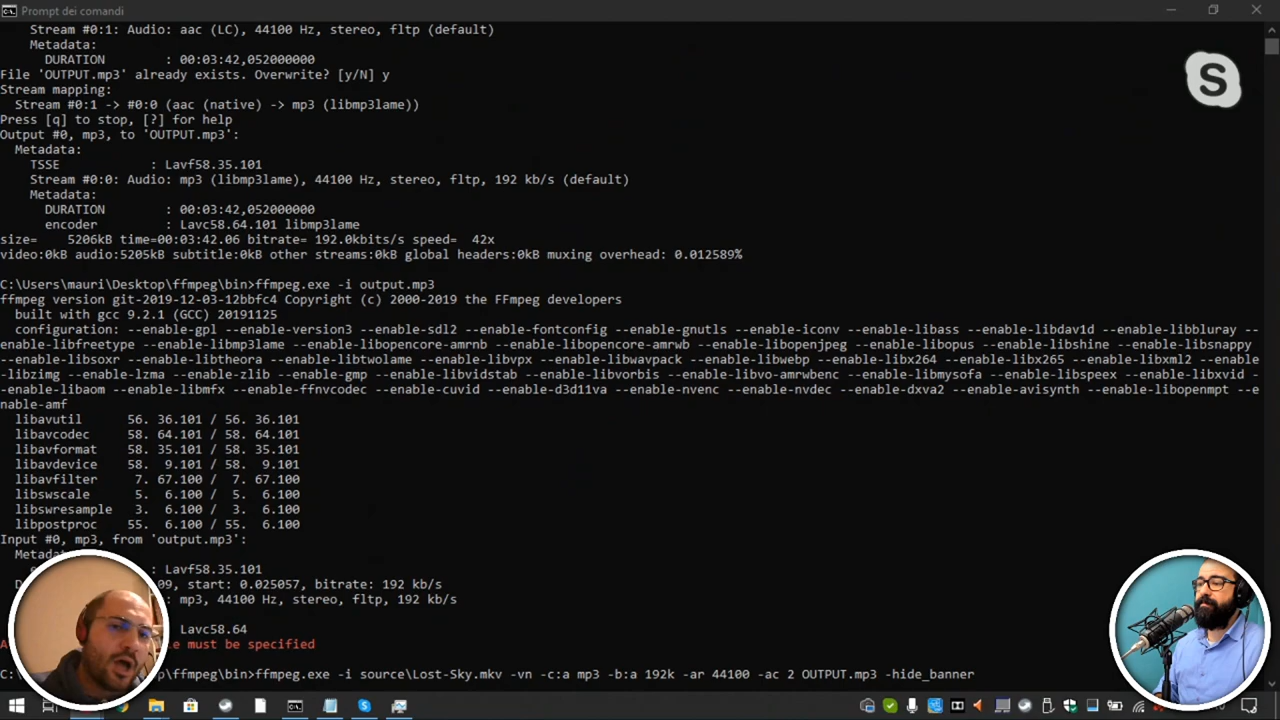 Prompt dei comandi
Stream #0:1: Audio: aac (LC), 44100 Hz, stereo, fltp (default)
Metadata:
DURATION : 00:03:42,052000000
File 'OUTPUT.mp3' already exists. Overwrite? [y/N] y
Stream mapping:
Stream #0:1 -> #0:0 (aac (native) -> mp3 (libmp3lame))
Press [q] to stop, [?] for help
Output #0, mp3, to 'OUTPUT.mp3':
Metadata:
TSSE : Lavf58.35.101
Stream #0:0: Audio: mp3 (libmp3lame), 44100 Hz, stereo, fltp, 192 kb/s (default)
Metadata:
DURATION : 00:03:42,052000000
encoder : Lavc58.64.101 libmp3lame
size= 5206kB time=00:03:42.06 bitrate= 192.0kbits/s speed= 42x
video:0kB audio:5205kB subtitle:0kB other streams:0kB global headers:0kB muxing overhead: 0.012589%
C:\Users\mauri\Desktop\ffmpeg\bin>ffmpeg.exe -i output.mp3
ffmpeg version git-2019-12-03-12bbfc4 Copyright (c) 2000-2019 the FFmpeg developers
built with gcc 9.2.1 (GCC) 20191125
configuration: --enable-gpl --enable-version3 --enable-sdl2 --enable-fontconfig --enable-gnutls --enable-iconv --enable-libass --enable-libdav1d --enable-libbluray --
enable-libfreetype --enable-libmp3lame --enable-libopencore-amrnb --enable-libopencore-amrwb --enable-libopenjpeg --enable-libopus --enable-libshine --enable-libsnappy
--enable-libsoxr --enable-libtheora --enable-libtwolame --enable-libvpx --enable-libwavpack --enable-libwebp --enable-libx264 --enable-libx265 --enable-libxml2 --enable
-libzimg --enable-lzma --enable-zlib --enable-gmp --enable-libvidstab --enable-libvorbis --enable-libvo-amrwbenc --enable-libmysofa --enable-libspeex --enable-libxvid -
-enable-libaom --enable-libmfx --enable-ffnvcodec --enable-cuvid --enable-d3d11va --enable-nvenc --enable-nvdec --enable-dxva2 --enable-avisynth --enable-libopenmpt --e
nable-amf
libavutil 56. 36.101 / 56. 36.101
libavcodec 58. 64.101 / 58. 64.101
libavformat 58. 35.101 / 58. 35.101
libavdevice 58. 9.101 / 58. 9.101
libavfilter 7. 67.100 / 7. 67.100
libswscale 5. 6.100 / 5. 6.100
libswresample 3. 6.100 / 3. 6.100
libpostproc 55. 6.100 / 55. 6.100
Input #0, mp3, from 'output.mp3':
Lavf58.35.101
start: 0.025057, bitrate: 192 kb/s
mp3, 44100 Hz, stereo, fltp, 192 kb/s
Lavc58.64
must be specified
ffmpeg\bin>ffmpeg.exe -i source\Lost-Sky.mkv -vn -c:a mp3 -b:a 192k -ar 44100 -ac 2 OUTPUT.mp3 -hide_banner